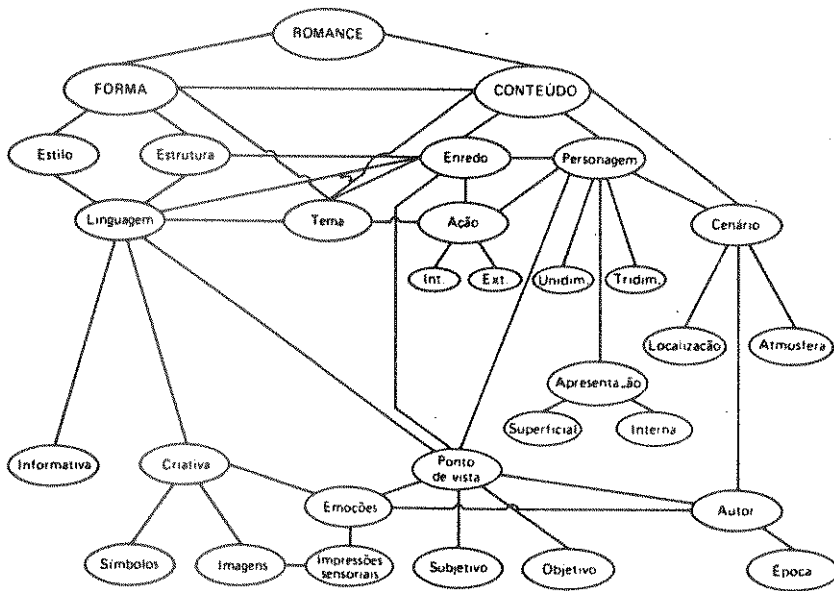 ROMANCE
FORMA
CONTEÚDO
Estilo
Estrutura
Enredo
Personagem
Linguagem
Tema
Ação
Cenário
Int.
Ext.
Unidim.
Tridim.
Localização
Atmosfera
Apresentação
Superficial
Interna
Informativa
Criativa
Ponto
de vista
Emoções
Autor
Símbolos
Imagens
Impressões
sensoriais
Subjetivo
Objetivo
Época